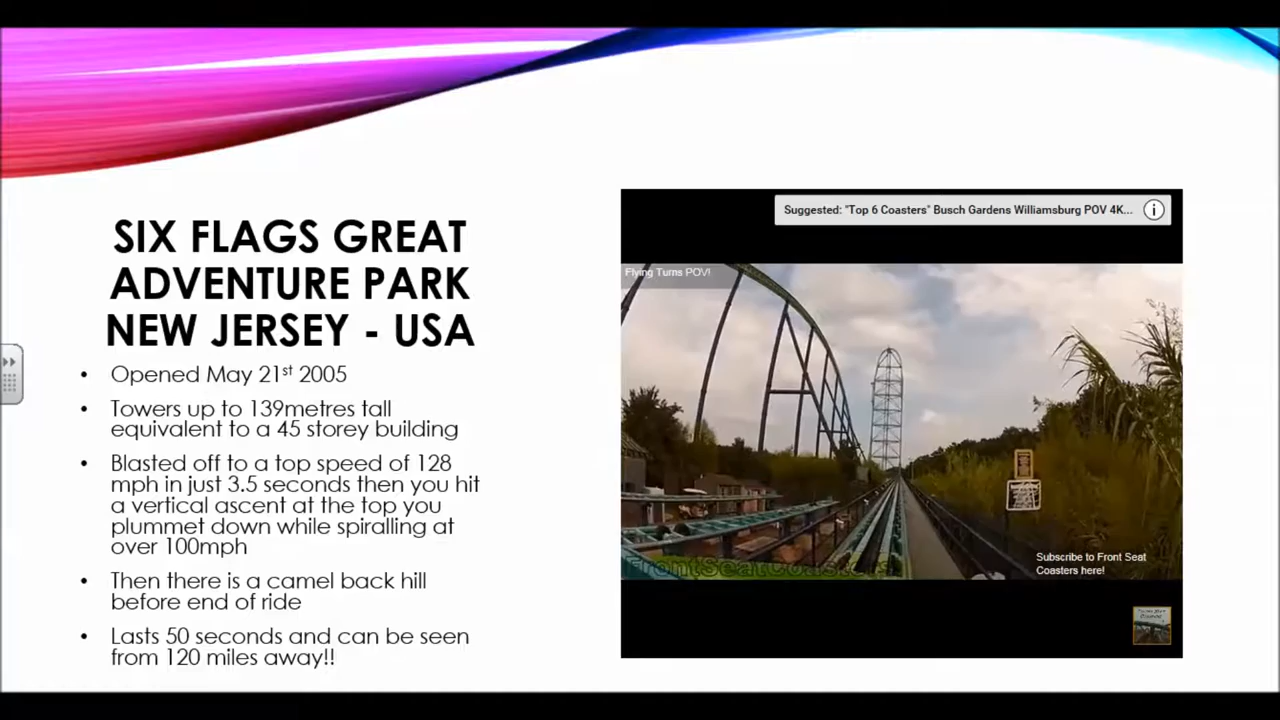 SIX FLAGS GREAT
ADVENTURE PARK
NEW JERSEY - USA
• Opened May 21st 2005
• Towers up to 139metres tall
equivalent to a 45 storey building
• Blasted off to a top speed of 128
mph in just 3.5 seconds then you hit
a vertical ascent at the top you
plummet down while spiralling at
over 100mph
• Then there is a camel back hill
before end of ride
• Lasts 50 seconds and can be seen
from 120 miles away!!
Suggested: "Top 6 Coasters" Busch Gardens Williamsburg POV 4K...
Flying Turns POV!
Subscribe to Front Seat
Coasters here!
FrontSeatCoasters